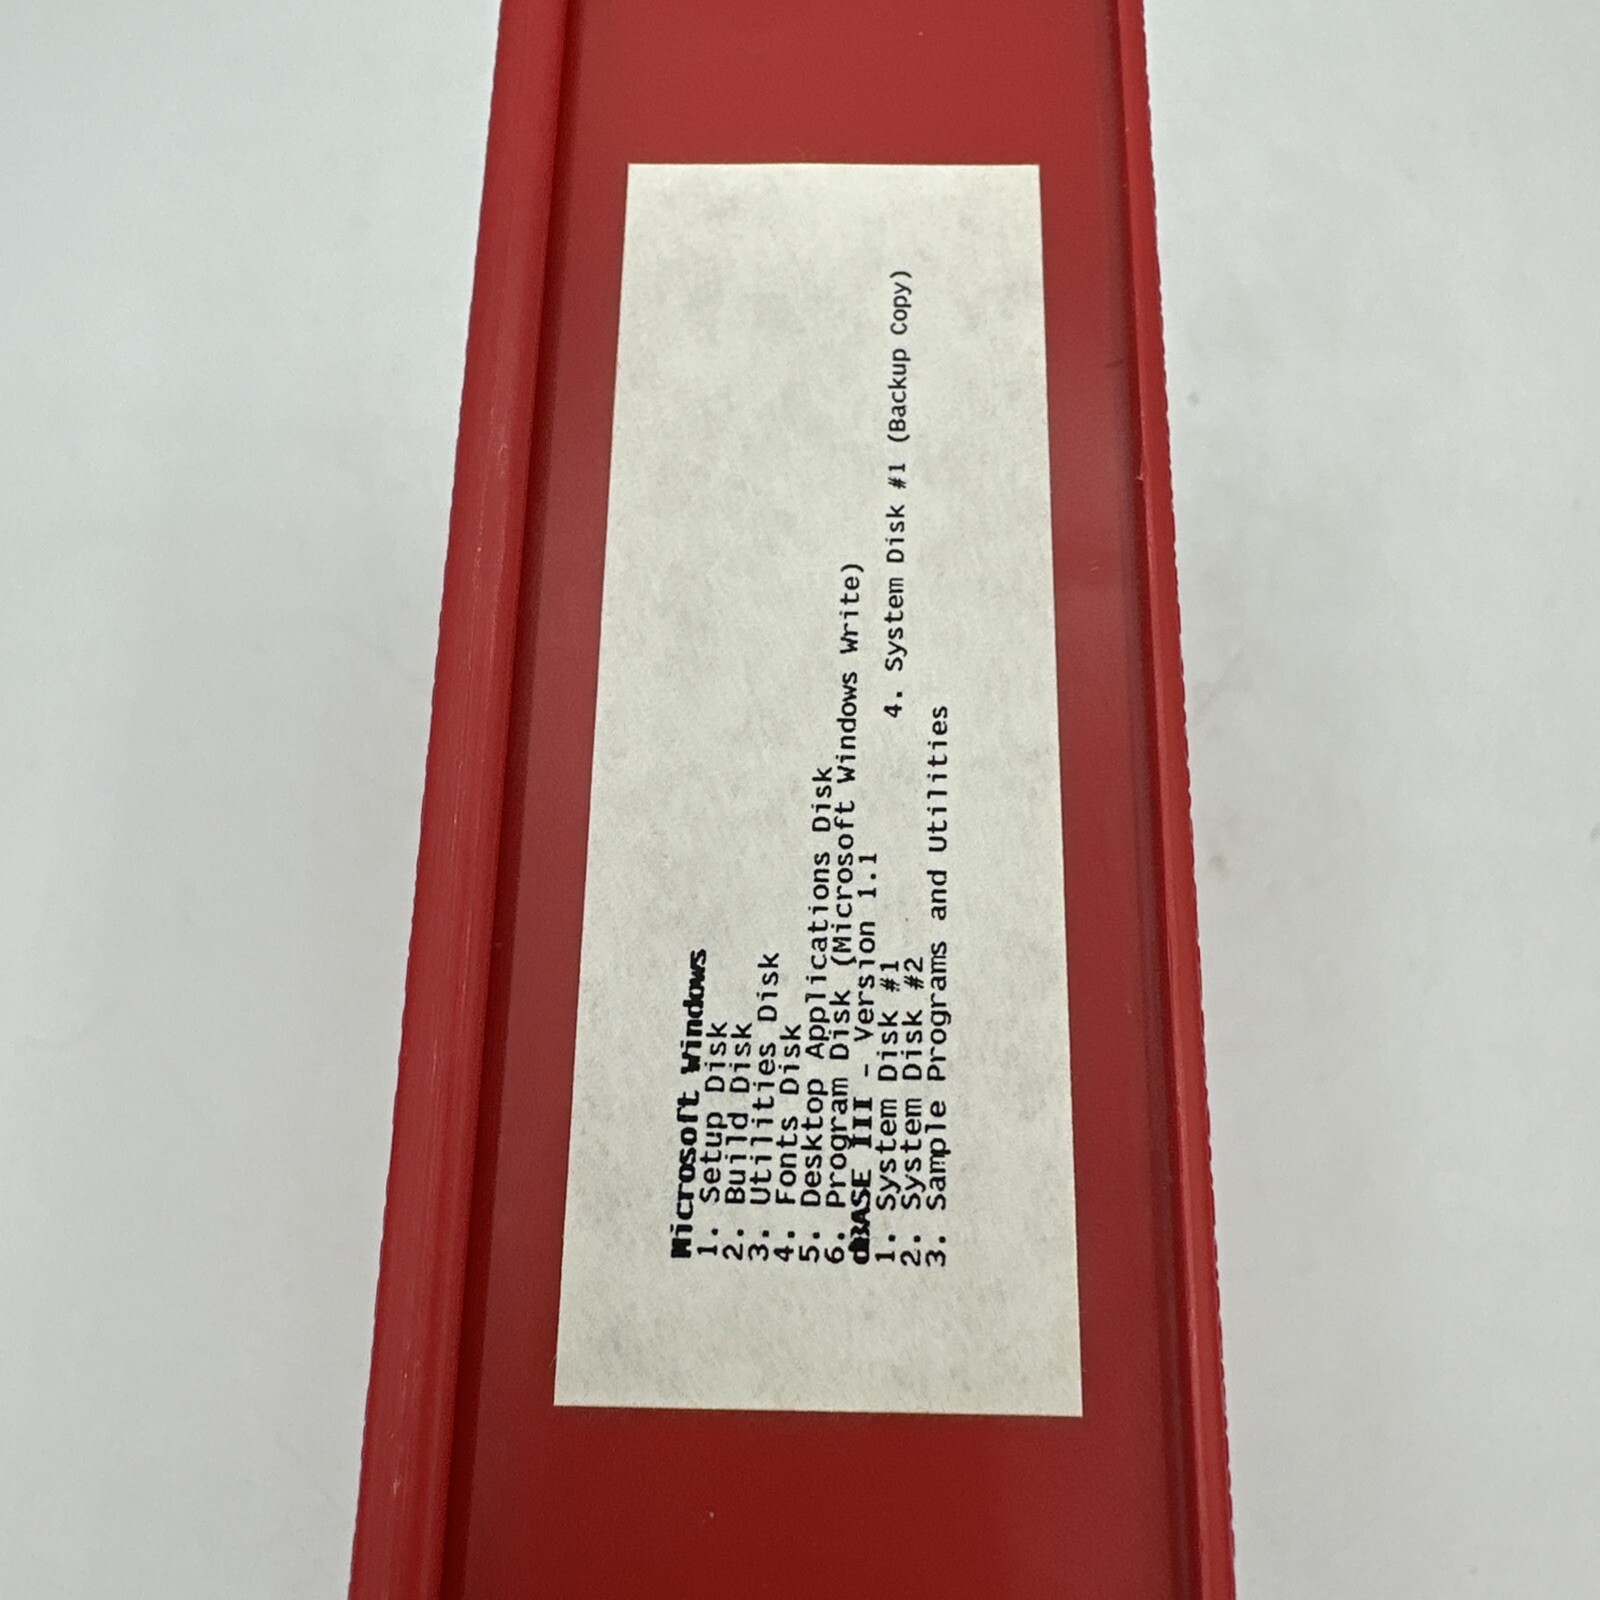 Microsoft Windows
1. Setup Disk
2. Build Disk
3. Utilities Disk
4. Fonts Disk
5. Desktop Applications Disk
6. Program Disk (Microsoft Windows Write)
dBASE III - Version 1.1
1. System Disk #1 4. System Disk #1 (Backup Copy)
2. System Disk #2
3. Sample Programs and Utilities